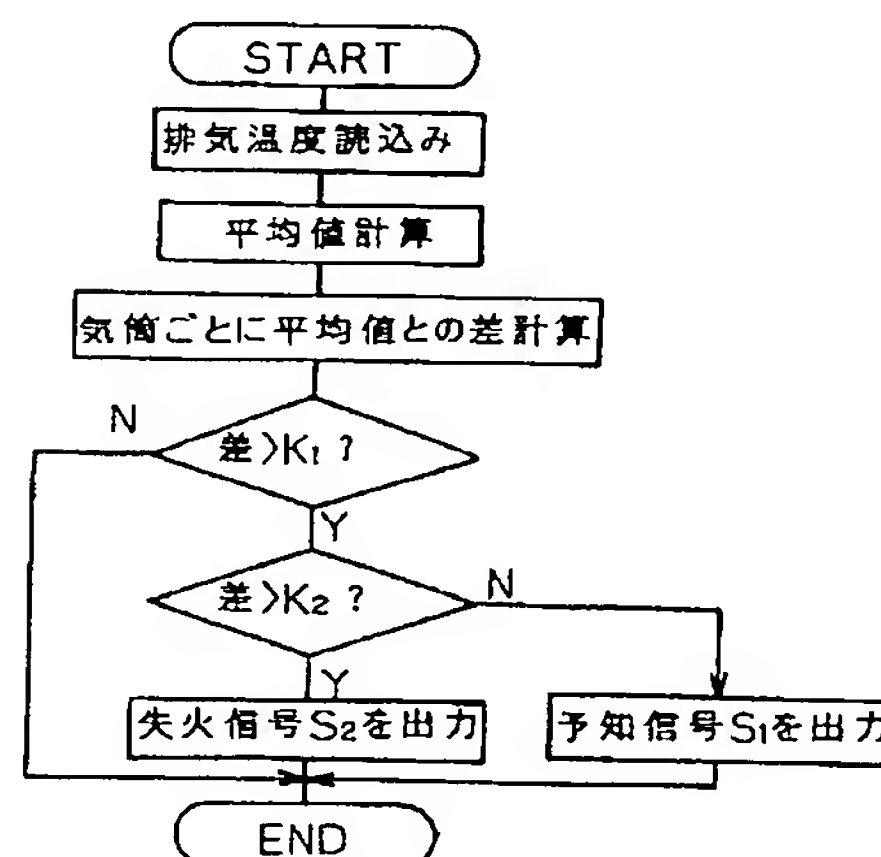 START
排気温度読込み
平均値計算
気筒ごとに平均値との差計算
N
差>K₁?
Y
差>K₂?
N
Y
失火信号S₂を出力
予知信号S₁を出力
END